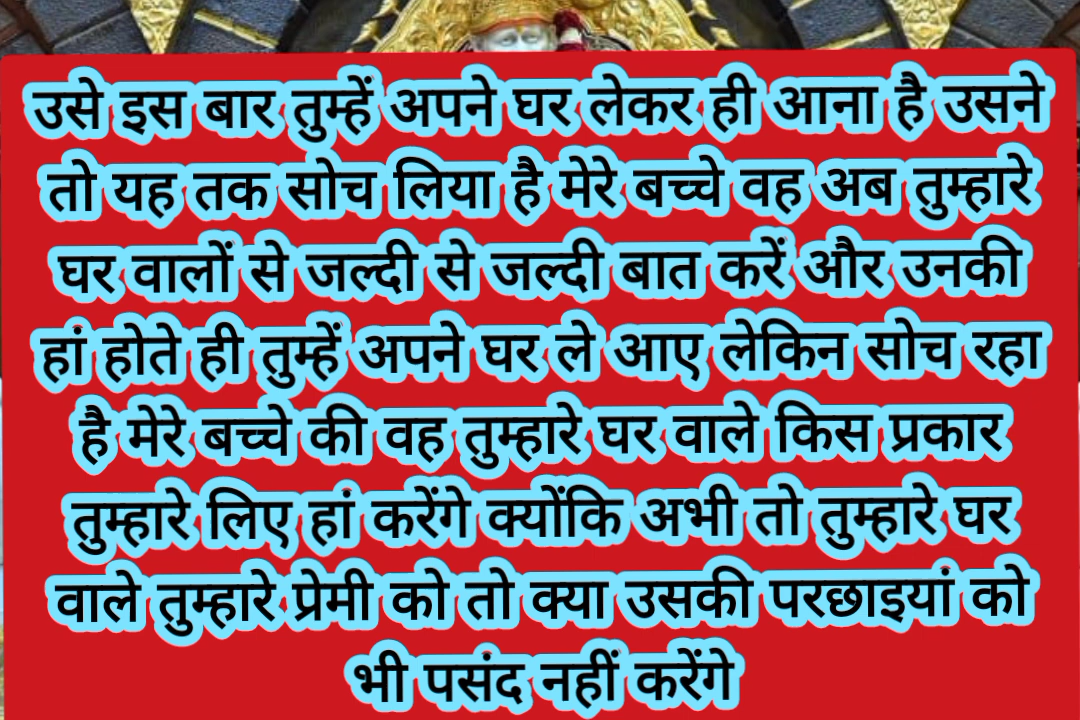 उसे इस बार तुम्हें अपने घर लेकर ही आना है उसने
तो यह तक सोच लिया है मेरे बच्चे वह अब तुम्हारे
घर वालों से जल्दी से जल्दी बात करें और उनकी
हां होते ही तुम्हें अपने घर ले आए लेकिन सोच रहा
है मेरे बच्चे की वह तुम्हारे घर वाले किस प्रकार
तुम्हारे लिए हां करेंगे क्योंकि अभी तो तुम्हारे घर
वाले तुम्हारे प्रेमी को तो क्या उसकी परछाइयां को
भी पसंद नहीं करेंगे